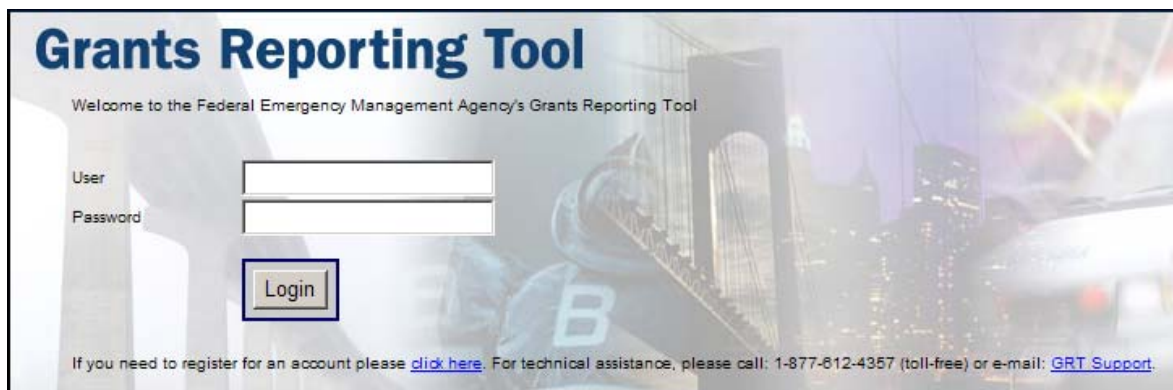 Grants Reporting Tool
Welcome to the Federal Emergency Management Agency's Grants Reporting Tool
User
Password
Login
B
If you need to register for an account please click here. For technical assistance, please call: 1-877-612-4357 (toll-free) or e-mail: GRT Support.